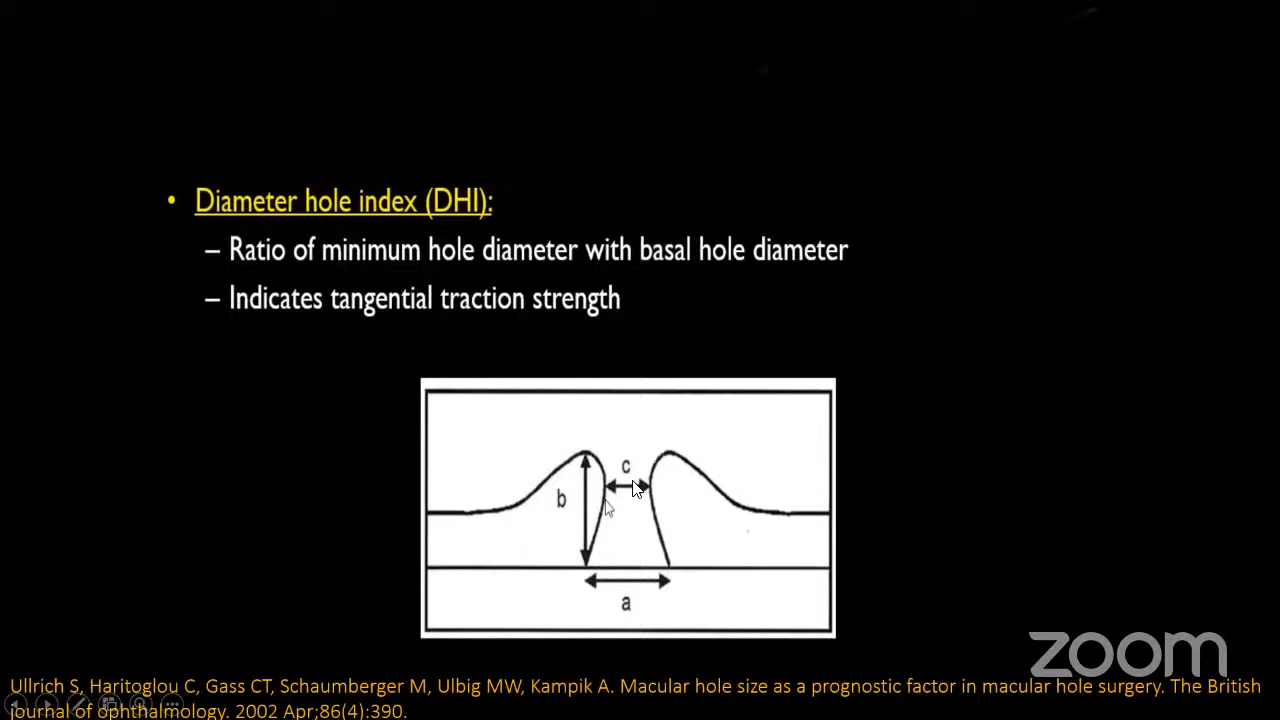 • Diameter hole index (DHI):
– Ratio of minimum hole diameter with basal hole diameter
– Indicates tangential traction strength
c
b
a
zoom
Ullrich S, Haritoglou C, Gass CT, Schaumberger M, Ulbig MW, Kampik A. Macular hole size as a prognostic factor in macular hole surgery. The British
journal of ophthalmology. 2002 Apr;86(4):390.